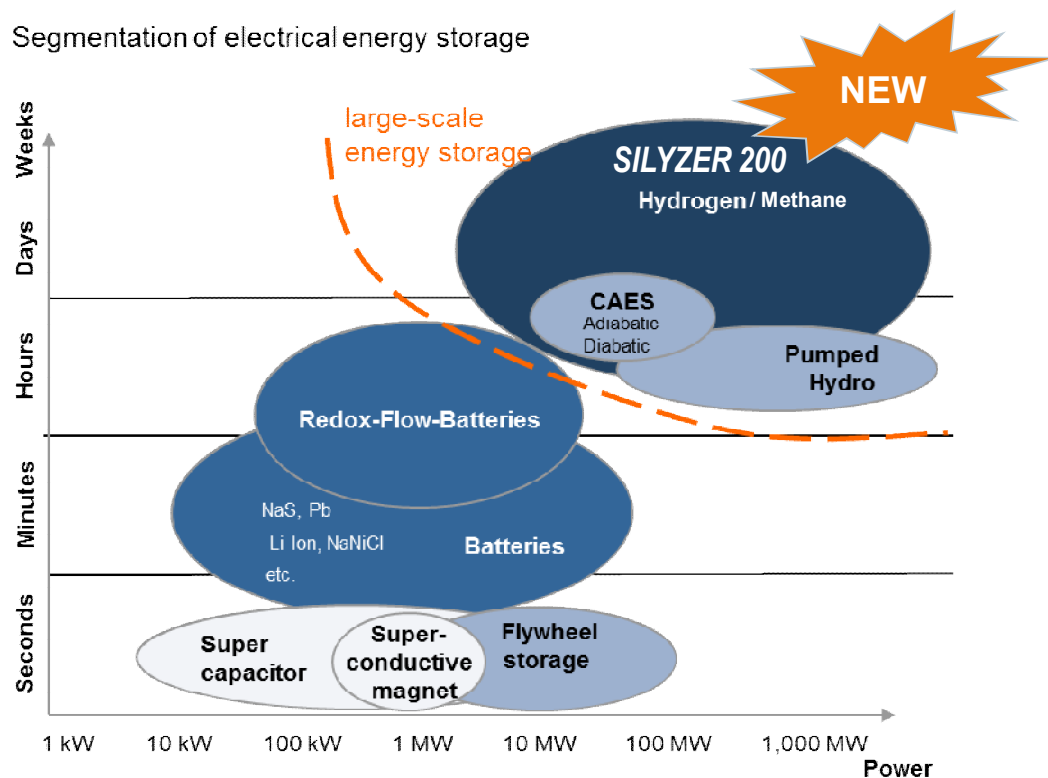 Segmentation of electrical energy storage
NEW
large-scale
energy storage
SILYZER 200
Hydrogen / Methane
CAES
Adiabatic
Diabatic
Pumped
Hydro
Redox-Flow-Batteries
NaS, Pb
Li Ion, NaNiCl
etc.
Batteries
Super
capacitor
Super-
conductive
magnet
Flywheel
storage
Weeks
Days
Hours
Minutes
Seconds
1 kW 10 kW 100 kW 1 MW 10 MW 100 MW 1,000 MW
Power